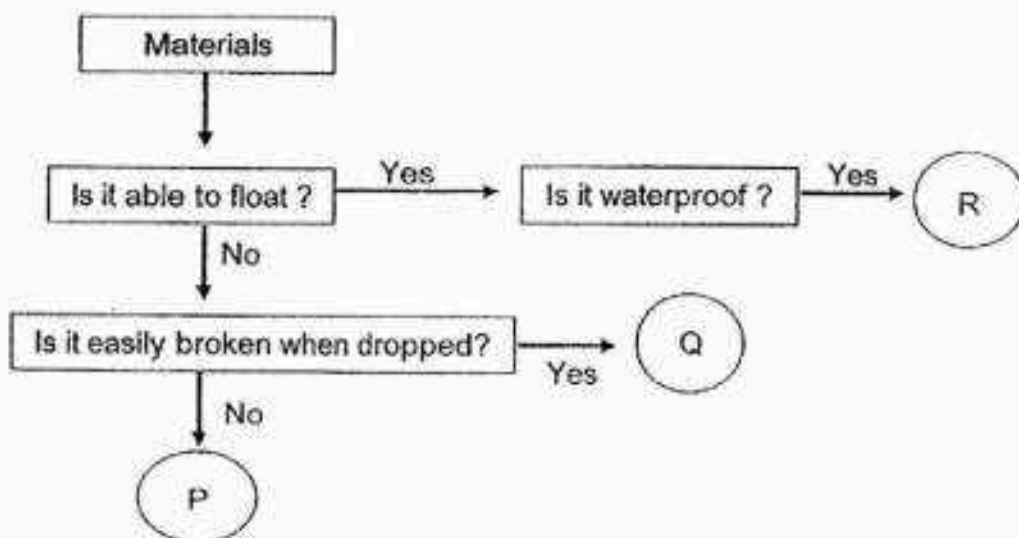 Materials
Is it able to float ?
Yes
Is it waterproof ?
Yes
R
No
Is it easily broken when dropped?
Yes
Q
No
P